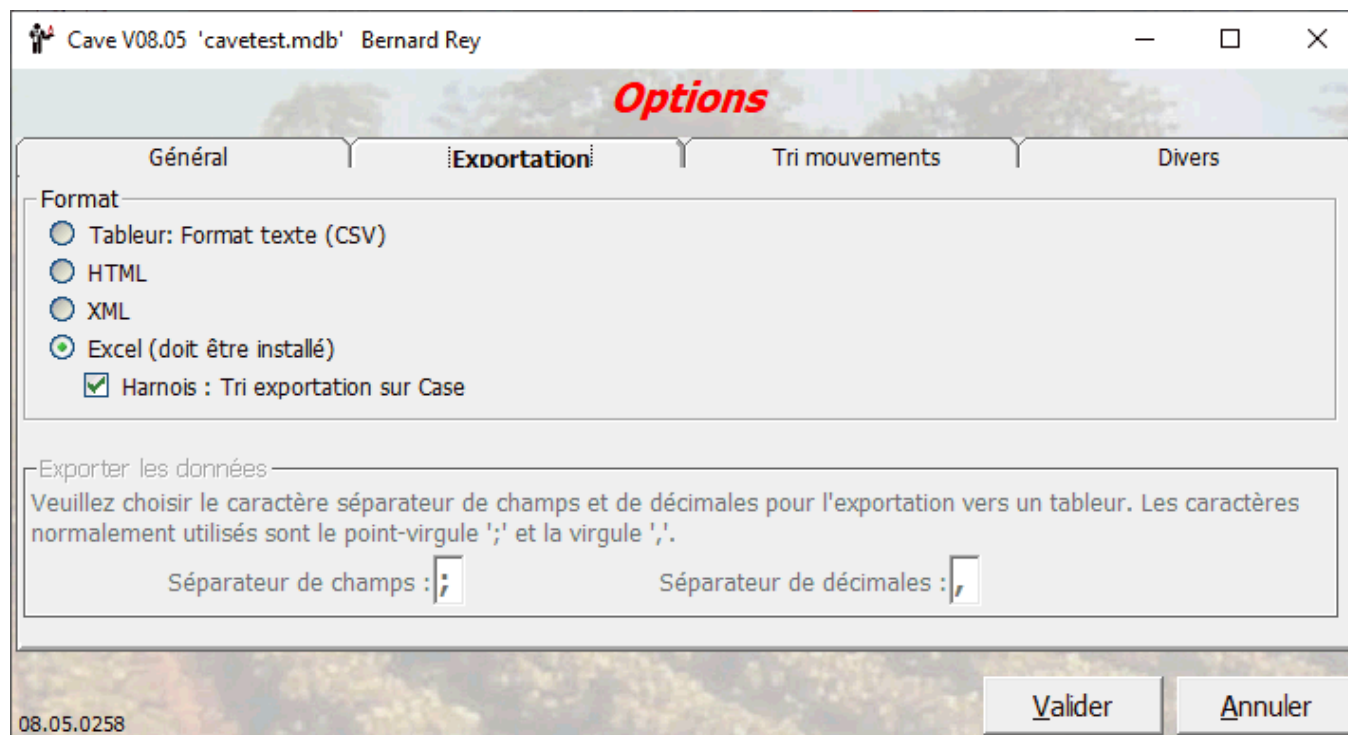 Cave V08.05 'cavetest.mdb' Bernard Rey
Options
Général Exportation Tri mouvements Divers
Format
Tableur: Format texte (CSV)
HTML
XML
Excel (doit être installé)
Harnois : Tri exportation sur Case
Exporter les données
Veuillez choisir le caractère séparateur de champs et de décimales pour l'exportation vers un tableur. Les caractères
normalement utilisés sont le point-virgule ';' et la virgule ','.
Séparateur de champs : ; Séparateur de décimales : ,
Valider Annuler
08.05.0258